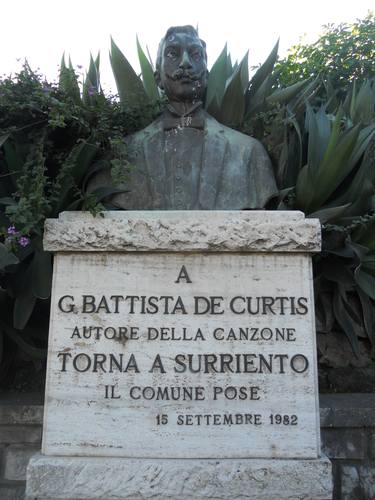 A
G. BATTISTA DE CURTIS
AUTORE DELLA CANZONE
TORNA A SURRIENTO
IL COMUNE POSE
15 SETTEMBRE 1982